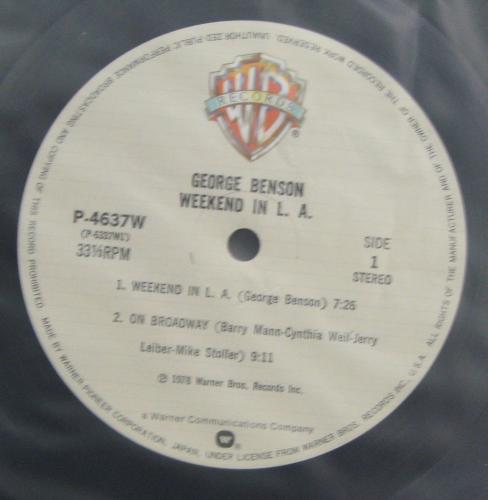 UNAUTHORIZED PUBLIC PERFORMANCE BROADCASTING AND COPYING OF THIS RECORD PROHIBITED. MADE BY WARNER-PIONEER CORPORATION, JAPAN, UNDER LICENSE FROM WARNER BROS. RECORDS INC., U.S.A. ALL RIGHTS OF THE MANUFACTURER AND OF THE OWNER OF THE RECORDED WORK RESERVED.
WB
RECORDS
®
GEORGE BENSON
WEEKEND IN L. A.
P-4637W
(P-6337W1)
33⅓RPM
SIDE
1
STEREO
1. WEEKEND IN L. A. (George Benson) 7:26
2. ON BROADWAY (Barry Mann-Cynthia Weil-Jerry
Leiber-Mike Stoller) 9:11
℗ 1978 Warner Bros. Records Inc.
a Warner Communications Company